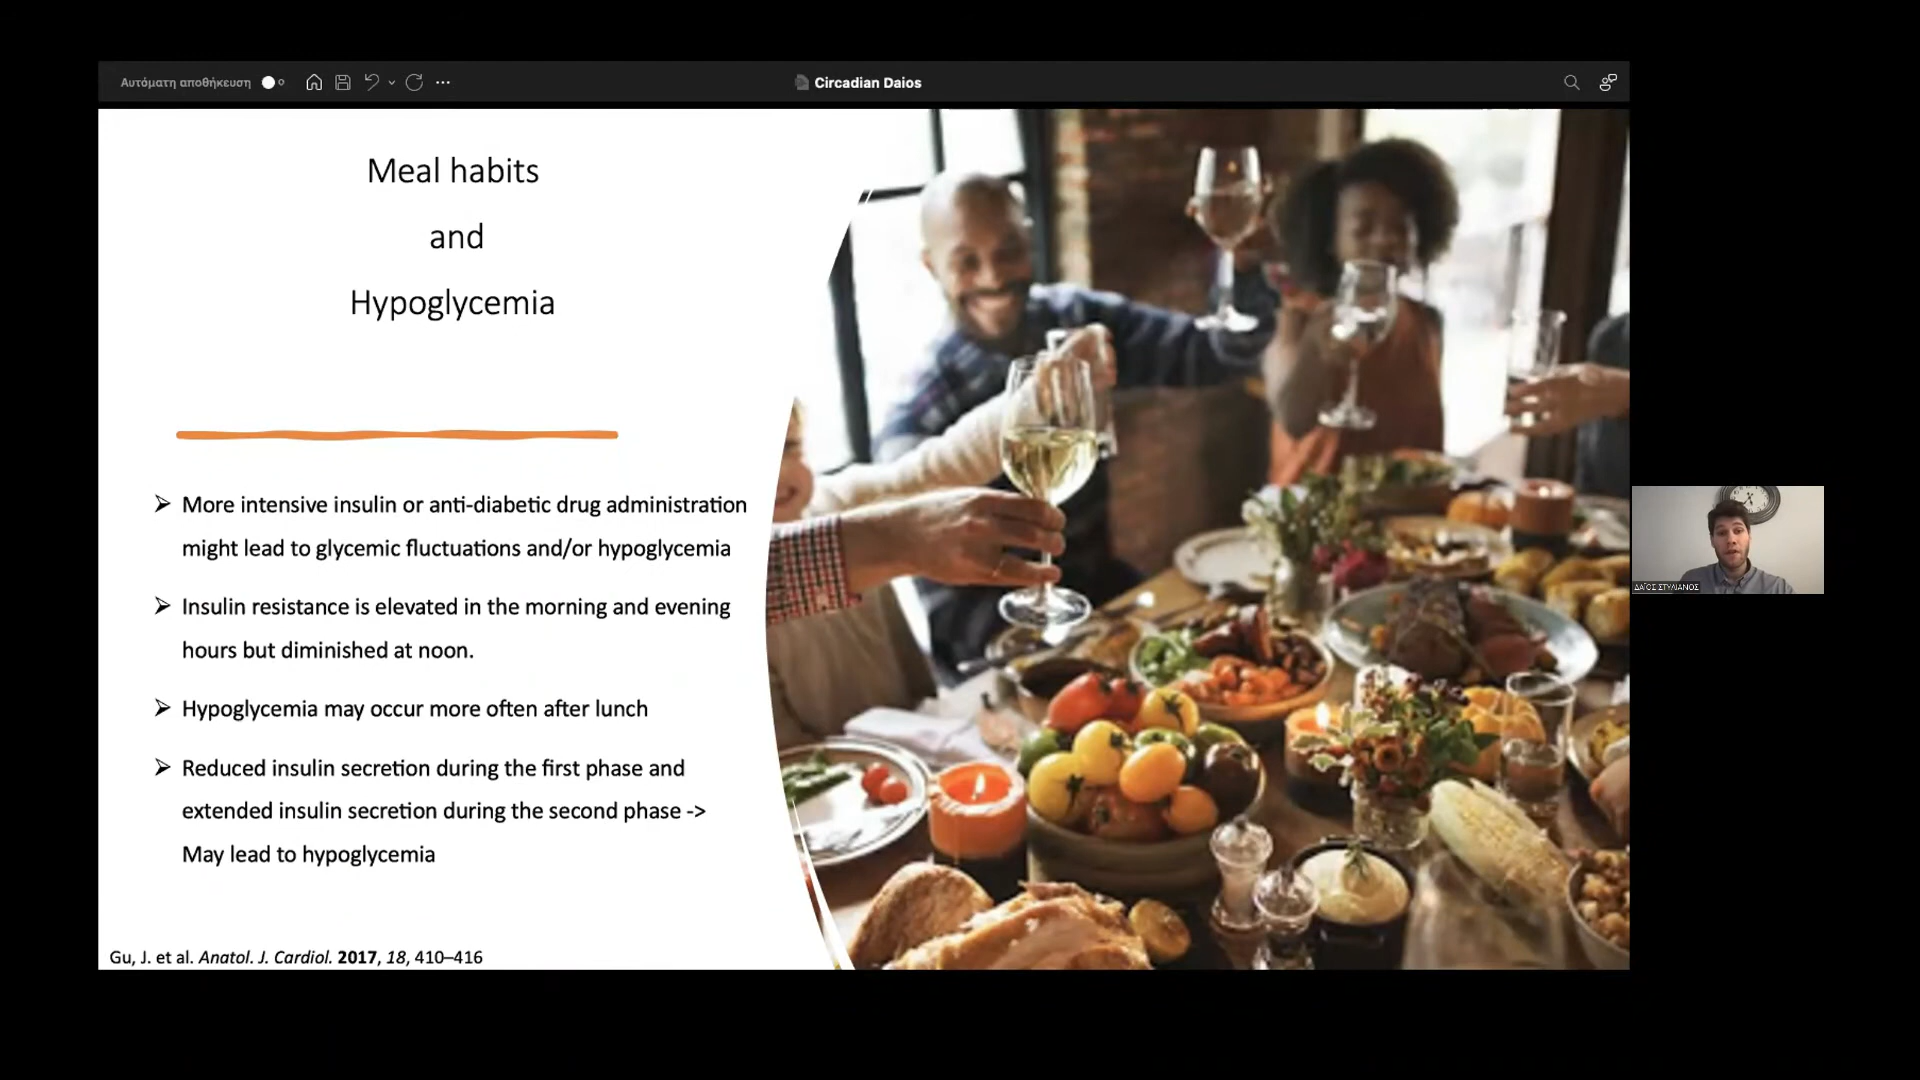 Αυτόματη αποθήκευση
Circadian Daios
Meal habits
and
Hypoglycemia
➢ More intensive insulin or anti-diabetic drug administration
might lead to glycemic fluctuations and/or hypoglycemia
➢ Insulin resistance is elevated in the morning and evening
hours but diminished at noon.
➢ Hypoglycemia may occur more often after lunch
➢ Reduced insulin secretion during the first phase and
extended insulin secretion during the second phase ->
May lead to hypoglycemia
Gu, J. et al. Anatol. J. Cardiol. 2017, 18, 410–416
ΔΑΪΟΣ ΣΤΥΛΙΑΝΟΣ